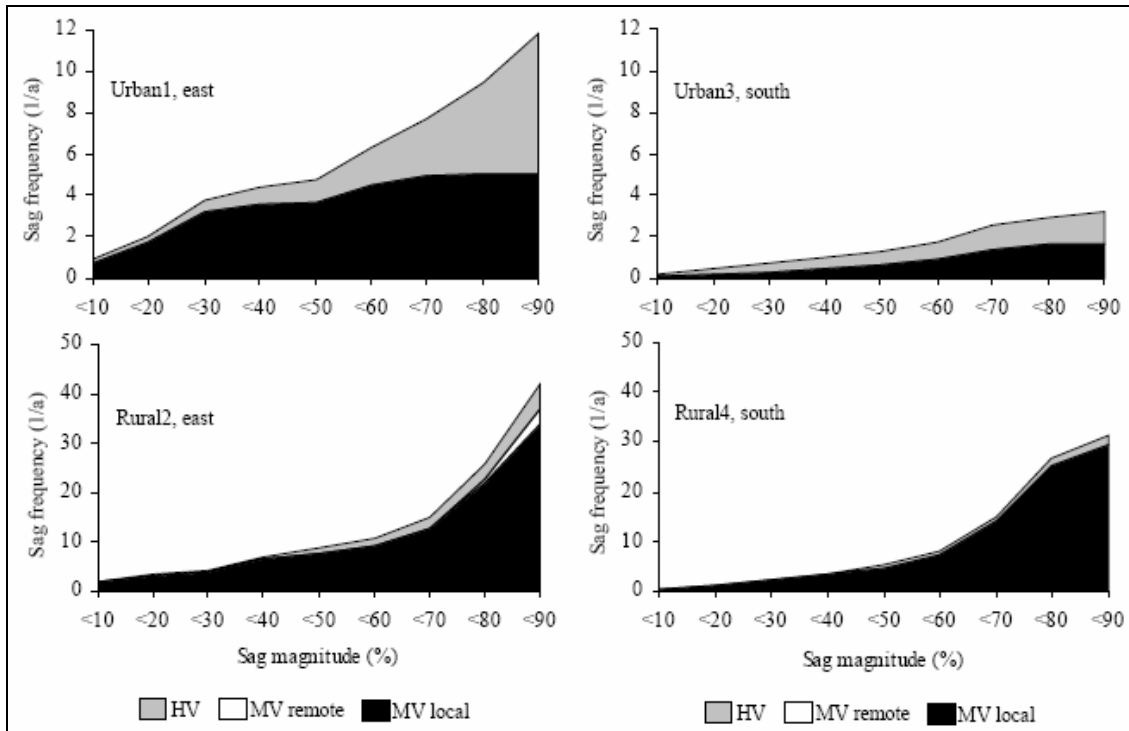 12
10
8
6
4
2
0
Sag frequency (1/a)
Urban1, east
<10 <20 <30 <40 <50 <60 <70 <80 <90
12
10
8
6
4
2
0
Sag frequency (1/a)
Urban3, south
<10 <20 <30 <40 <50 <60 <70 <80 <90
50
40
30
20
10
0
Sag frequency (1/a)
Rural2, east
<10 <20 <30 <40 <50 <60 <70 <80 <90
Sag magnitude (%)
HV MV remote MV local
50
40
30
20
10
0
Sag frequency (1/a)
Rural4, south
<10 <20 <30 <40 <50 <60 <70 <80 <90
Sag magnitude (%)
HV MV remote MV local